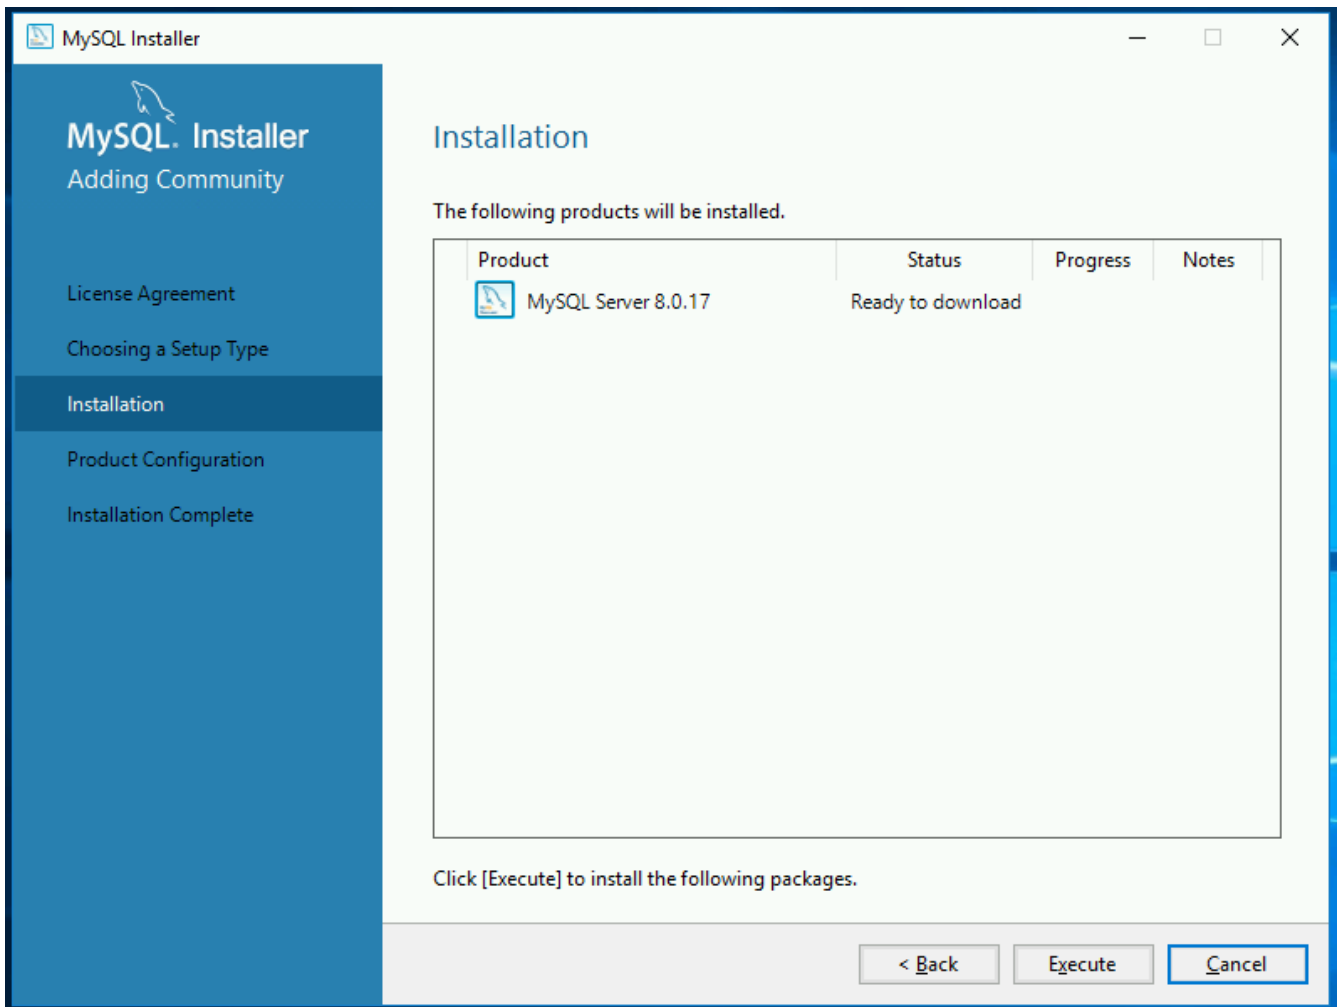 MySQL Installer
MySQL. Installer
Adding Community
License Agreement
Choosing a Setup Type
Installation
Product Configuration
Installation Complete
Installation
The following products will be installed.
Product Status Progress Notes
MySQL Server 8.0.17 Ready to download
Click [Execute] to install the following packages.
< Back Execute Cancel